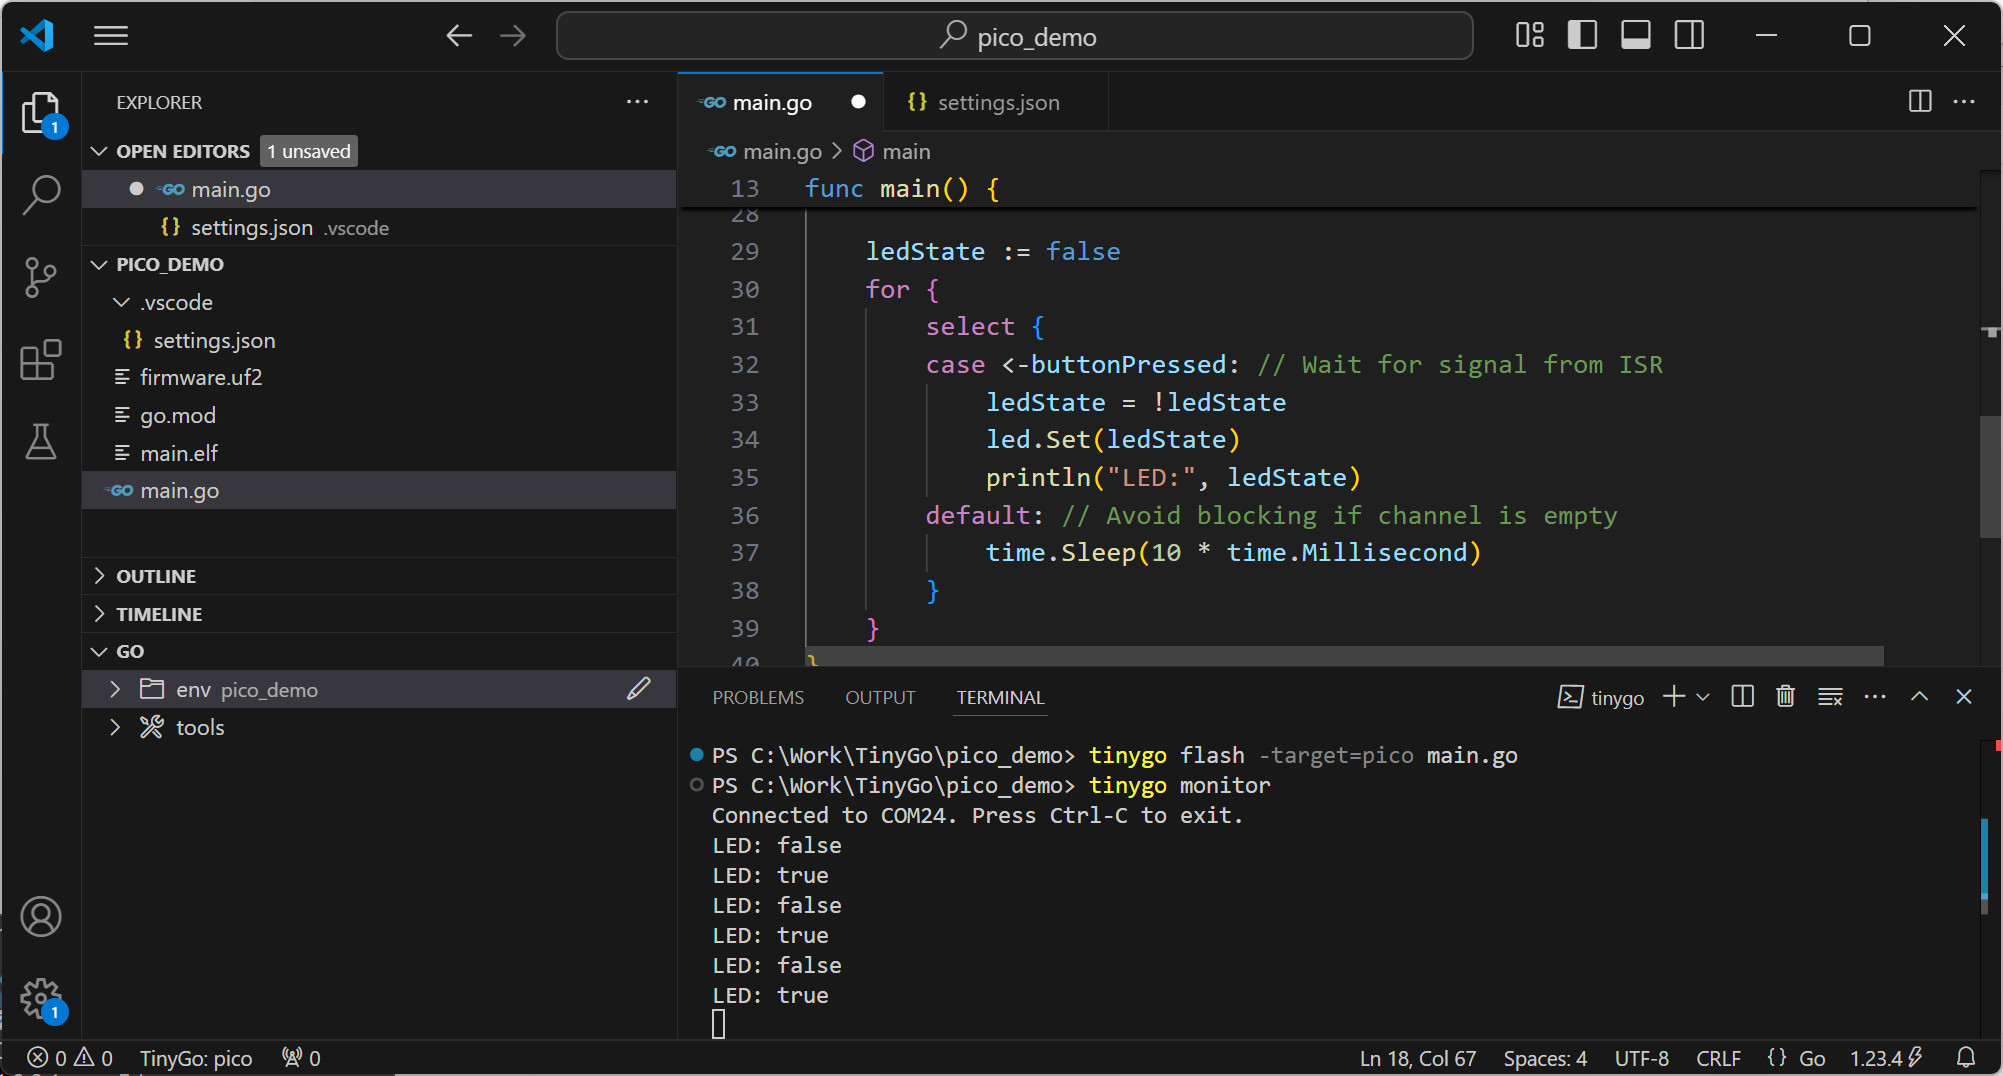 pico_demo
EXPLORER
1
OPEN EDITORS 1 unsaved
GO main.go
{} settings.json .vscode
PICO_DEMO
.vscode
{} settings.json
firmware.uf2
go.mod
main.elf
GO main.go
OUTLINE
TIMELINE
GO
env pico_demo
tools
1
GO main.go
{} settings.json
GO main.go > main
13 func main() {
28
29 ledState := false
30 for {
31 select {
32 case <-buttonPressed: // Wait for signal from ISR
33 ledState = !ledState
34 led.Set(ledState)
35 println("LED:", ledState)
36 default: // Avoid blocking if channel is empty
37 time.Sleep(10 * time.Millisecond)
38 }
39 }
40 }
PROBLEMS OUTPUT TERMINAL tinygo
PS C:\Work\TinyGo\pico_demo> tinygo flash -target=pico main.go
PS C:\Work\TinyGo\pico_demo> tinygo monitor
Connected to COM24. Press Ctrl-C to exit.
LED: false
LED: true
LED: false
LED: true
LED: false
LED: true
0 0 TinyGo: pico 0 Ln 18, Col 67 Spaces: 4 UTF-8 CRLF {} Go 1.23.4